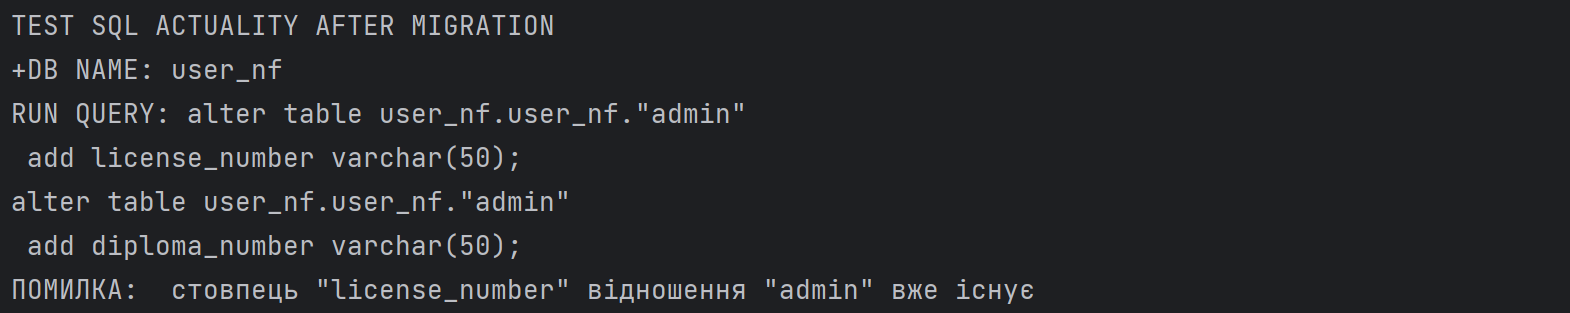 TEST SQL ACTUALITY AFTER MIGRATION
+DB NAME: user_nf
RUN QUERY: alter table user_nf.user_nf."admin"
 add license_number varchar(50);
alter table user_nf.user_nf."admin"
 add diploma_number varchar(50);
ПОМИЛКА:  стовпець "license_number" відношення "admin" вже існує